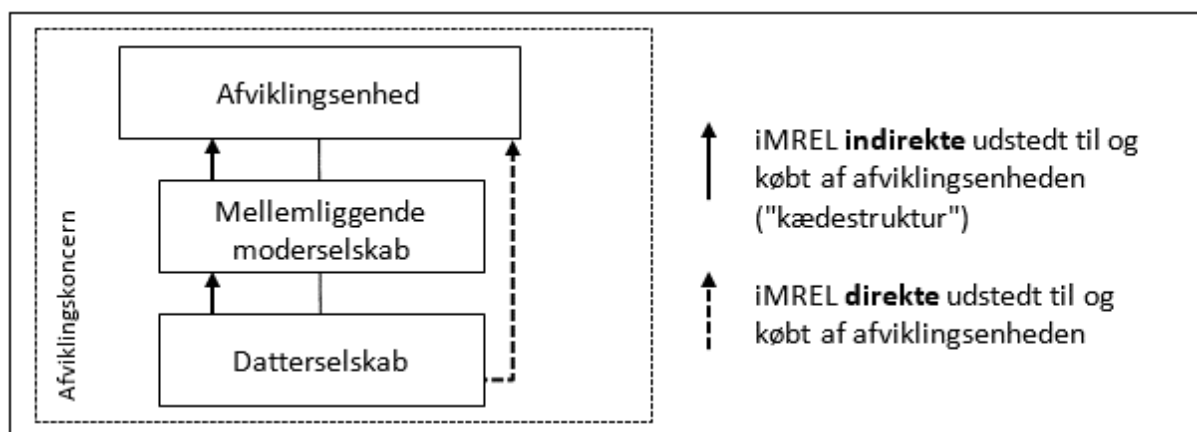 Afviklingsenhed
Mellemliggende
moderselskab
Datterselskab
Afviklingskoncern
iMREL indirekte udstedt til og
købt af afviklingsenheden
("kædestruktur")
iMREL direkte udstedt til og
købt af afviklingsenheden